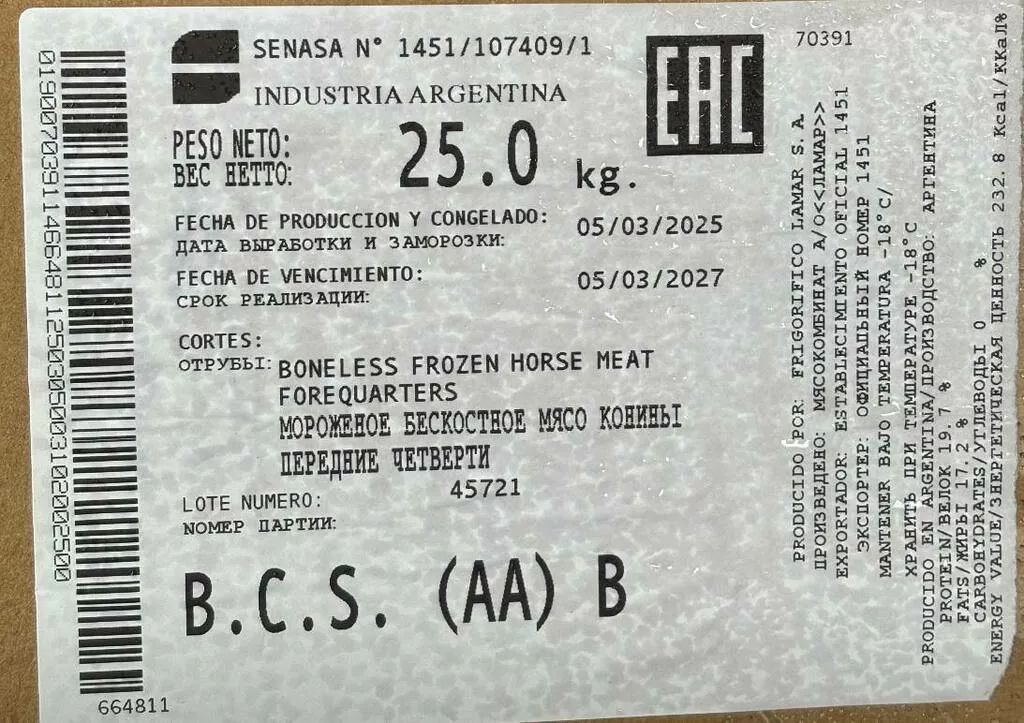 SENASA N° 1451/107409/1
INDUSTRIA ARGENTINA
EAC
70391
PESO NETO:
ВЕС НЕТТО:
25.0 kg.
FECHA DE PRODUCCION Y CONGELADO:
ДАТА ВЫРАБОТКИ И ЗАМОРОЗКИ:
05/03/2025
FECHA DE VENCIMIENTO:
СРОК РЕАЛИЗАЦИИ:
05/03/2027
CORTES:
ОТРУБЫ:
BONELESS FROZEN HORSE MEAT
FOREQUARTERS
МОРОЖЕНОЕ БЕСКОСТНОЕ МЯСО КОНИНЫ
ПЕРЕДНИЕ ЧЕТВЕРТИ
LOTE NUMERO:
NОМЕР ПАРТИИ:
45721
B.C.S. (AA) B
664811
PRODUCIDO POR: FRIGORIFICO LAMAR S. A
ПРОИЗВЕДЕНО: МЯСОКОМБИНАТ А/О<<ЛАМАР>>
EXPORTADOR: ESTABLECIMIENTO OFICIAL 1451
ЭКСПОРТЕР: ОФИЦИАЛЬНЫЙ НОМЕР 1451
MANTENER BAJO TEMPERATURA -18°C/
ХРАНИТЬ ПРИ ТЕМПЕРАТУРЕ -18°C
PRODUCIDO EN ARGENTINA/ПРОИЗВОДСТВО: АРГЕНТИНА
PROTEIN/БЕЛОК 19.7 %
FATS/ЖИРЫ 17.2 %
CARBOHYDRATES/УГЛЕВОДЫ 0 %
ENERGY VALUE/ЭНЕРГЕТИЧЕСКАЯ ЦЕННОСТЬ 232.8 Kcal/ККал%